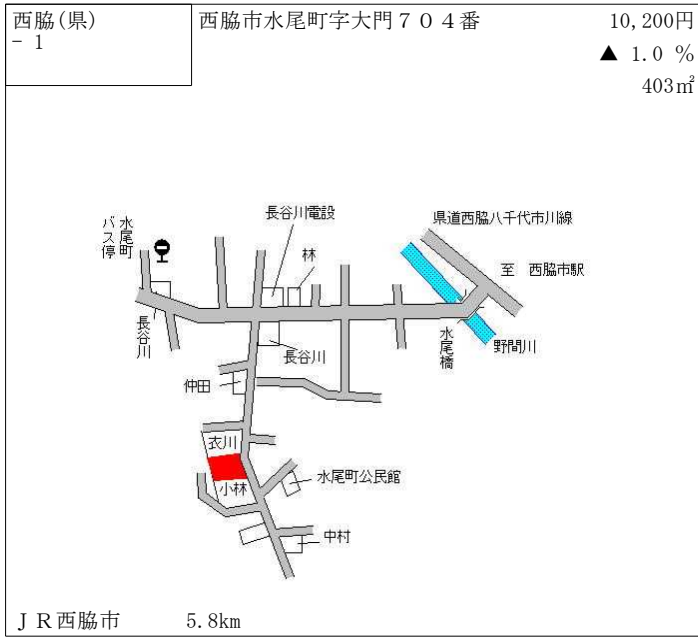 西脇(県)
- 1
西脇市水尾町字大門７０４番
10,200円
▲ 1.0 %
403㎡
水尾町
バス停
長谷川電設
林
県道西脇八千代市川線
至 西脇市駅
長谷川
長谷川
水尾橋
野間川
仲田
衣川
小林
水尾町公民館
中村
ＪＲ西脇市 5.8km